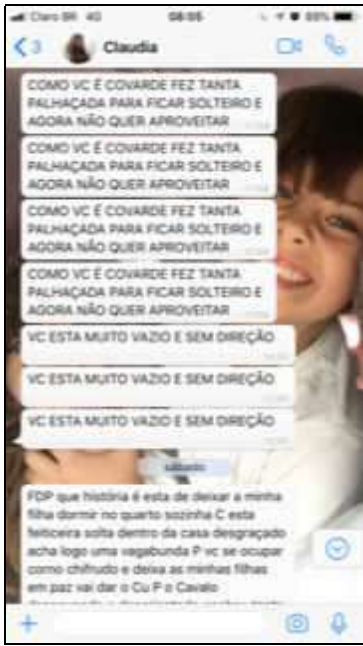 Claro BR 4G 08:55
3 Claudia
COMO VC É COVARDE FEZ TANTA
PALHAÇADA PARA FICAR SOLTEIRO E
AGORA NÃO QUER APROVEITAR
COMO VC É COVARDE FEZ TANTA
PALHAÇADA PARA FICAR SOLTEIRO E
AGORA NÃO QUER APROVEITAR
COMO VC É COVARDE FEZ TANTA
PALHAÇADA PARA FICAR SOLTEIRO E
AGORA NÃO QUER APROVEITAR
COMO VC É COVARDE FEZ TANTA
PALHAÇADA PARA FICAR SOLTEIRO E
AGORA NÃO QUER APROVEITAR
VC ESTA MUITO VAZIO E SEM DIREÇÃO
VC ESTA MUITO VAZIO E SEM DIREÇÃO
VC ESTA MUITO VAZIO E SEM DIREÇÃO
sábado
FDP que história é esta de deixar a minha
filha dormir no quarto sozinha C esta
feiticeira solta dentro da casa desgraçado
acha logo uma vagabunda P vc se ocupar
como chifrudo e deixa as minhas filhas
em paz vai dar o Cu P o Cavalo